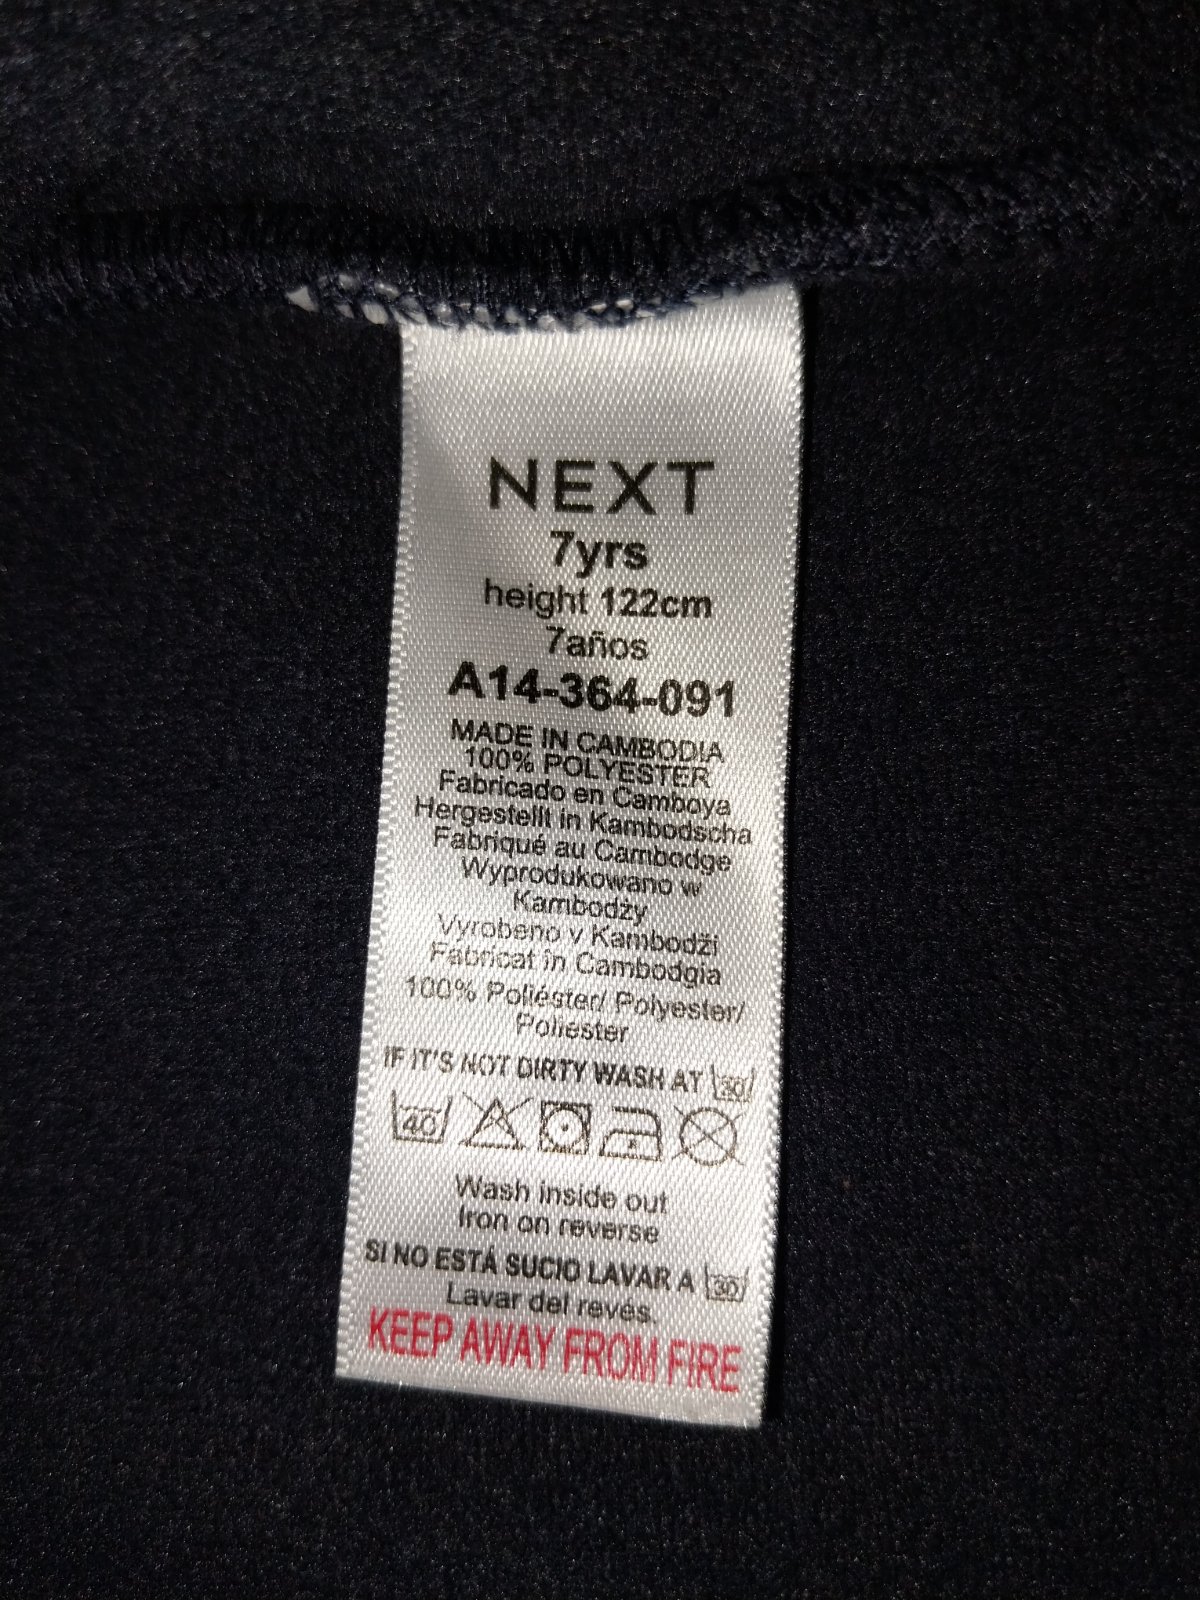 NEXT
7yrs
height 122cm
7años
A14-364-091
MADE IN CAMBODIA
100% POLYESTER
Fabricado en Camboya
Hergestellt in Kambodscha
Fabriqué au Cambodge
Wyprodukowano w
Kambodży
Vyrobeno v Kambodži
Fabricat în Cambodgia
100% Poliéster/ Polyester/
Poliester
IF IT'S NOT DIRTY WASH AT 30
40
Wash inside out
Iron on reverse
SI NO ESTÁ SUCIO LAVAR A 30
Lavar del revés.
KEEP AWAY FROM FIRE